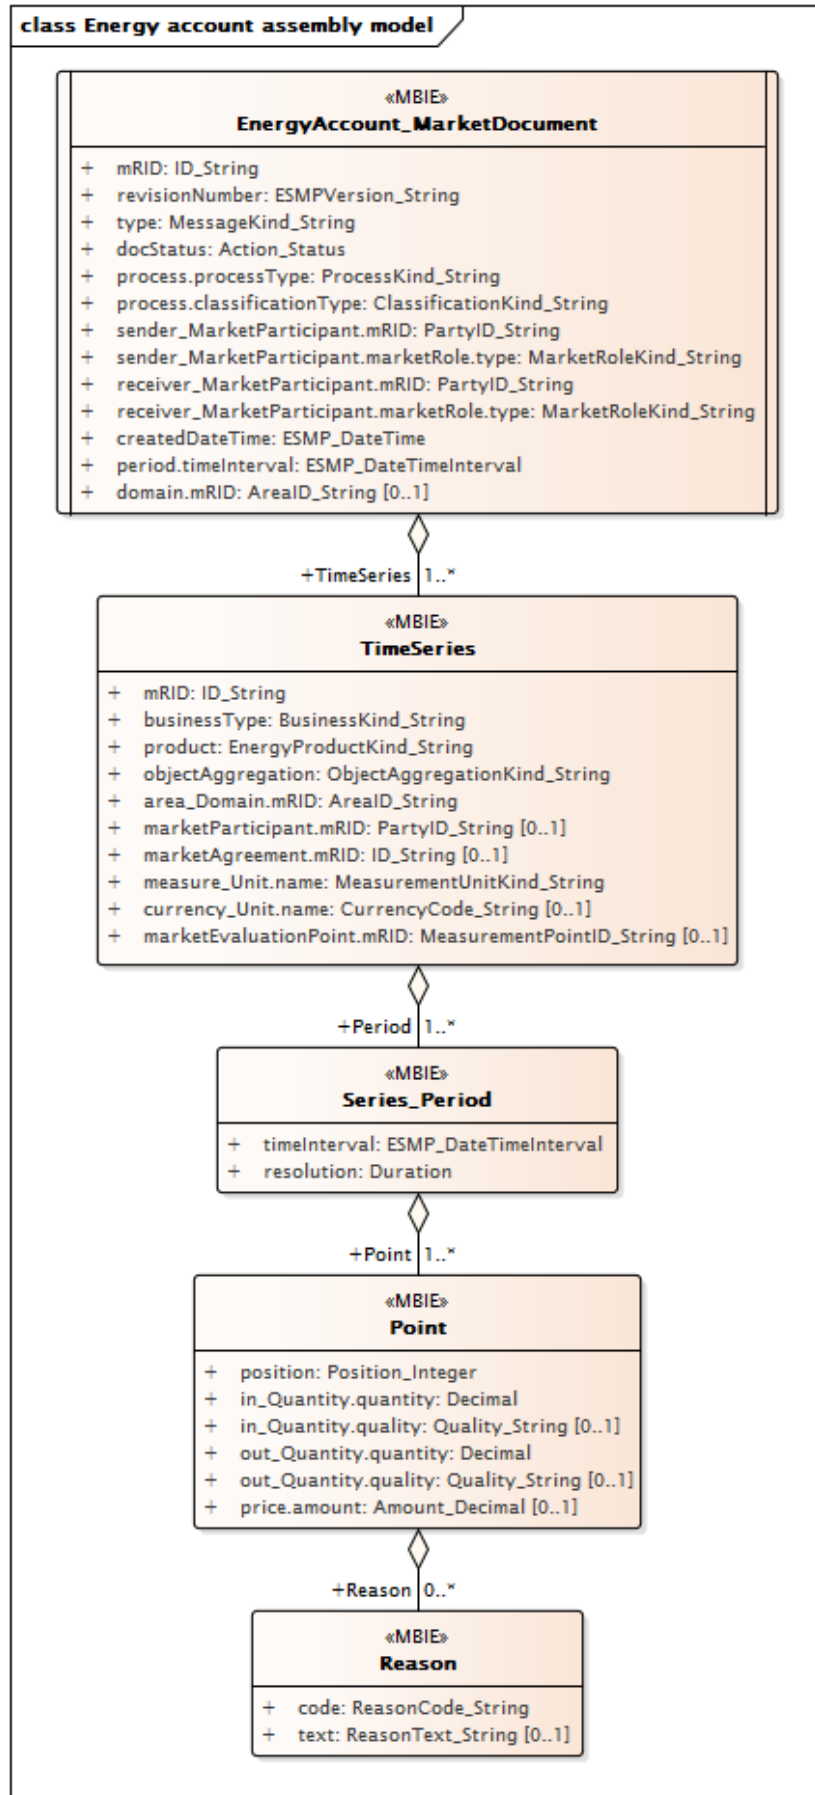 class Energy account assembly model
«MBIE»
EnergyAccount_MarketDocument
+ mRID: ID_String
+ revisionNumber: ESMPVersion_String
+ type: MessageKind_String
+ docStatus: Action_Status
+ process.processType: ProcessKind_String
+ process.classificationType: ClassificationKind_String
+ sender_MarketParticipant.mRID: PartyID_String
+ sender_MarketParticipant.marketRole.type: MarketRoleKind_String
+ receiver_MarketParticipant.mRID: PartyID_String
+ receiver_MarketParticipant.marketRole.type: MarketRoleKind_String
+ createdDateTime: ESMP_DateTime
+ period.timeInterval: ESMP_DateTimeInterval
+ domain.mRID: AreaID_String [0..1]
+TimeSeries 1..*
«MBIE»
TimeSeries
+ mRID: ID_String
+ businessType: BusinessKind_String
+ product: EnergyProductKind_String
+ objectAggregation: ObjectAggregationKind_String
+ area_Domain.mRID: AreaID_String
+ marketParticipant.mRID: PartyID_String [0..1]
+ marketAgreement.mRID: ID_String [0..1]
+ measure_Unit.name: MeasurementUnitKind_String
+ currency_Unit.name: CurrencyCode_String [0..1]
+ marketEvaluationPoint.mRID: MeasurementPointID_String [0..1]
+Period 1..*
«MBIE»
Series_Period
+ timeInterval: ESMP_DateTimeInterval
+ resolution: Duration
+Point 1..*
«MBIE»
Point
+ position: Position_Integer
+ in_Quantity.quantity: Decimal
+ in_Quantity.quality: Quality_String [0..1]
+ out_Quantity.quantity: Decimal
+ out_Quantity.quality: Quality_String [0..1]
+ price.amount: Amount_Decimal [0..1]
+Reason 0..*
«MBIE»
Reason
+ code: ReasonCode_String
+ text: ReasonText_String [0..1]